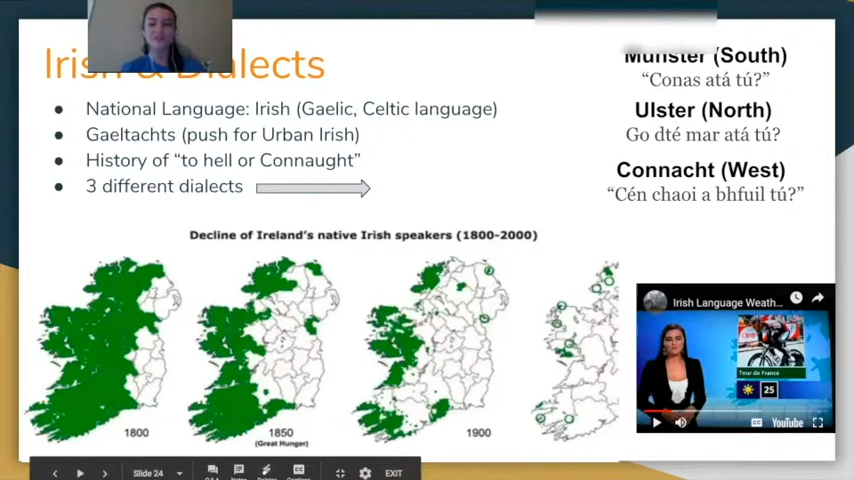 Irish & Dialects
National Language: Irish (Gaelic, Celtic language)
Gaeltachts (push for Urban Irish)
History of “to hell or Connaught”
3 different dialects
Munster (South)
“Conas atá tú?”
Ulster (North)
Go dté mar atá tú?
Connacht (West)
“Cén chaoi a bhfuil tú?”
Decline of Ireland's native Irish speakers (1800-2000)
1800
1850
(Great Hunger)
1900
Irish Language Weath...
Tour de France
25
YouTube
Slide 24
EXIT